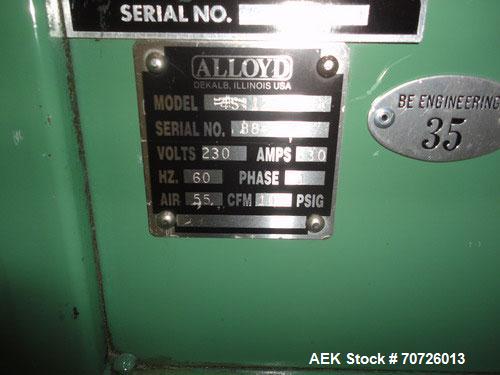 SERIAL NO.
ALLOYD
DEKALB, ILLINOIS USA
MODEL
SERIAL NO. 88
VOLTS 230 AMPS 30
HZ. 60 PHASE 1
AIR 55 CFM PSIG
BE ENGINEERING
35
AEK Stock # 70726013